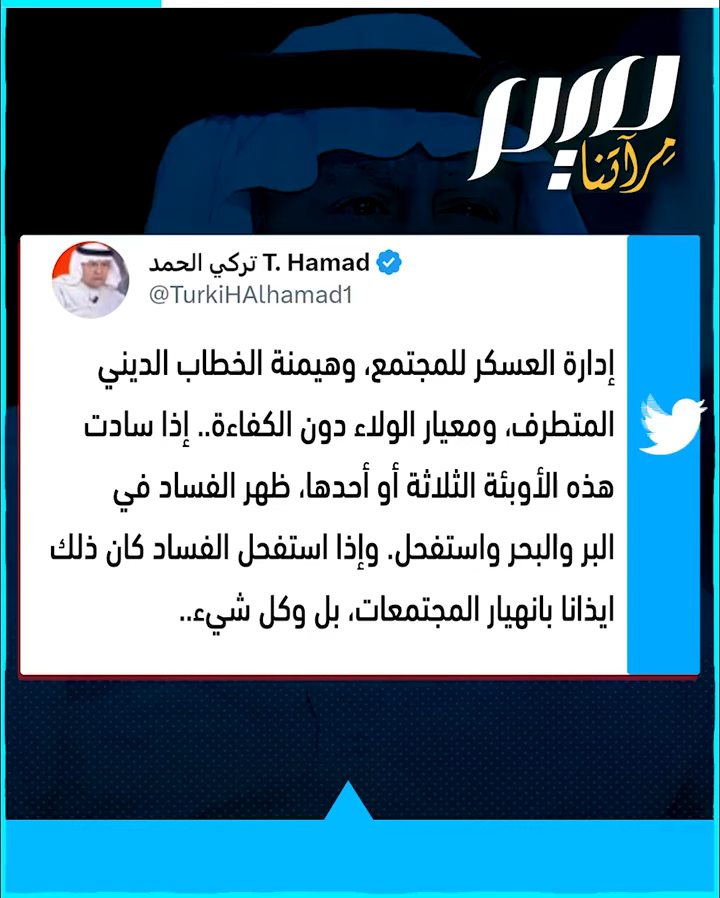 مرآتنا
تركي الحمد T. Hamad
@TurkiHAlhamad1
إدارة العسكر للمجتمع، وهيمنة الخطاب الديني
المتطرف، ومعيار الولاء دون الكفاءة.. إذا سادت
هذه الأوبئة الثلاثة أو أحدها، ظهر الفساد في
البر والبحر واستفحل. وإذا استفحل الفساد كان ذلك
ايذانا بانهيار المجتمعات، بل وكل شيء..